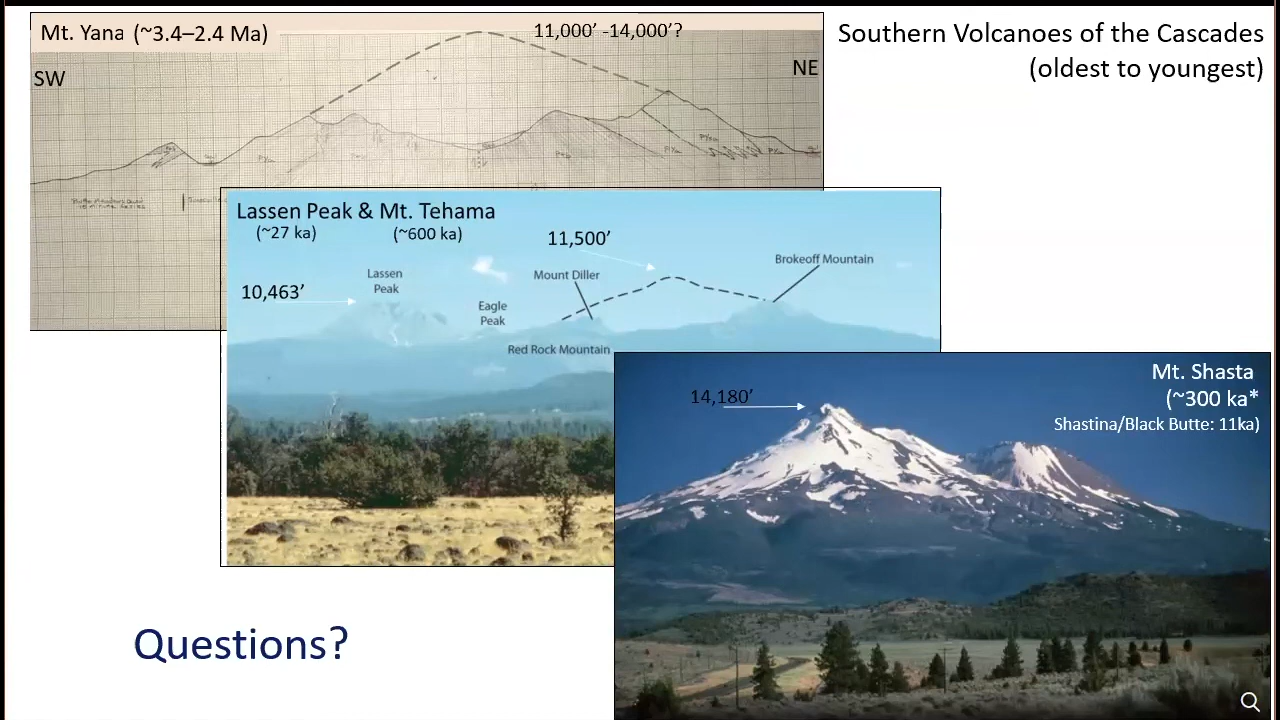 Mt. Yana (~3.4–2.4 Ma)
11,000’ -14,000’?
Southern Volcanoes of the Cascades
(oldest to youngest)
SW
NE
Lassen Peak & Mt. Tehama
(~27 ka)
(~600 ka)
11,500’
Brokeoff Mountain
Lassen
Peak
Mount Diller
10,463’
Eagle
Peak
Red Rock Mountain
Mt. Shasta
(~300 ka*
14,180’
Shastina/Black Butte: 11ka)
Questions?